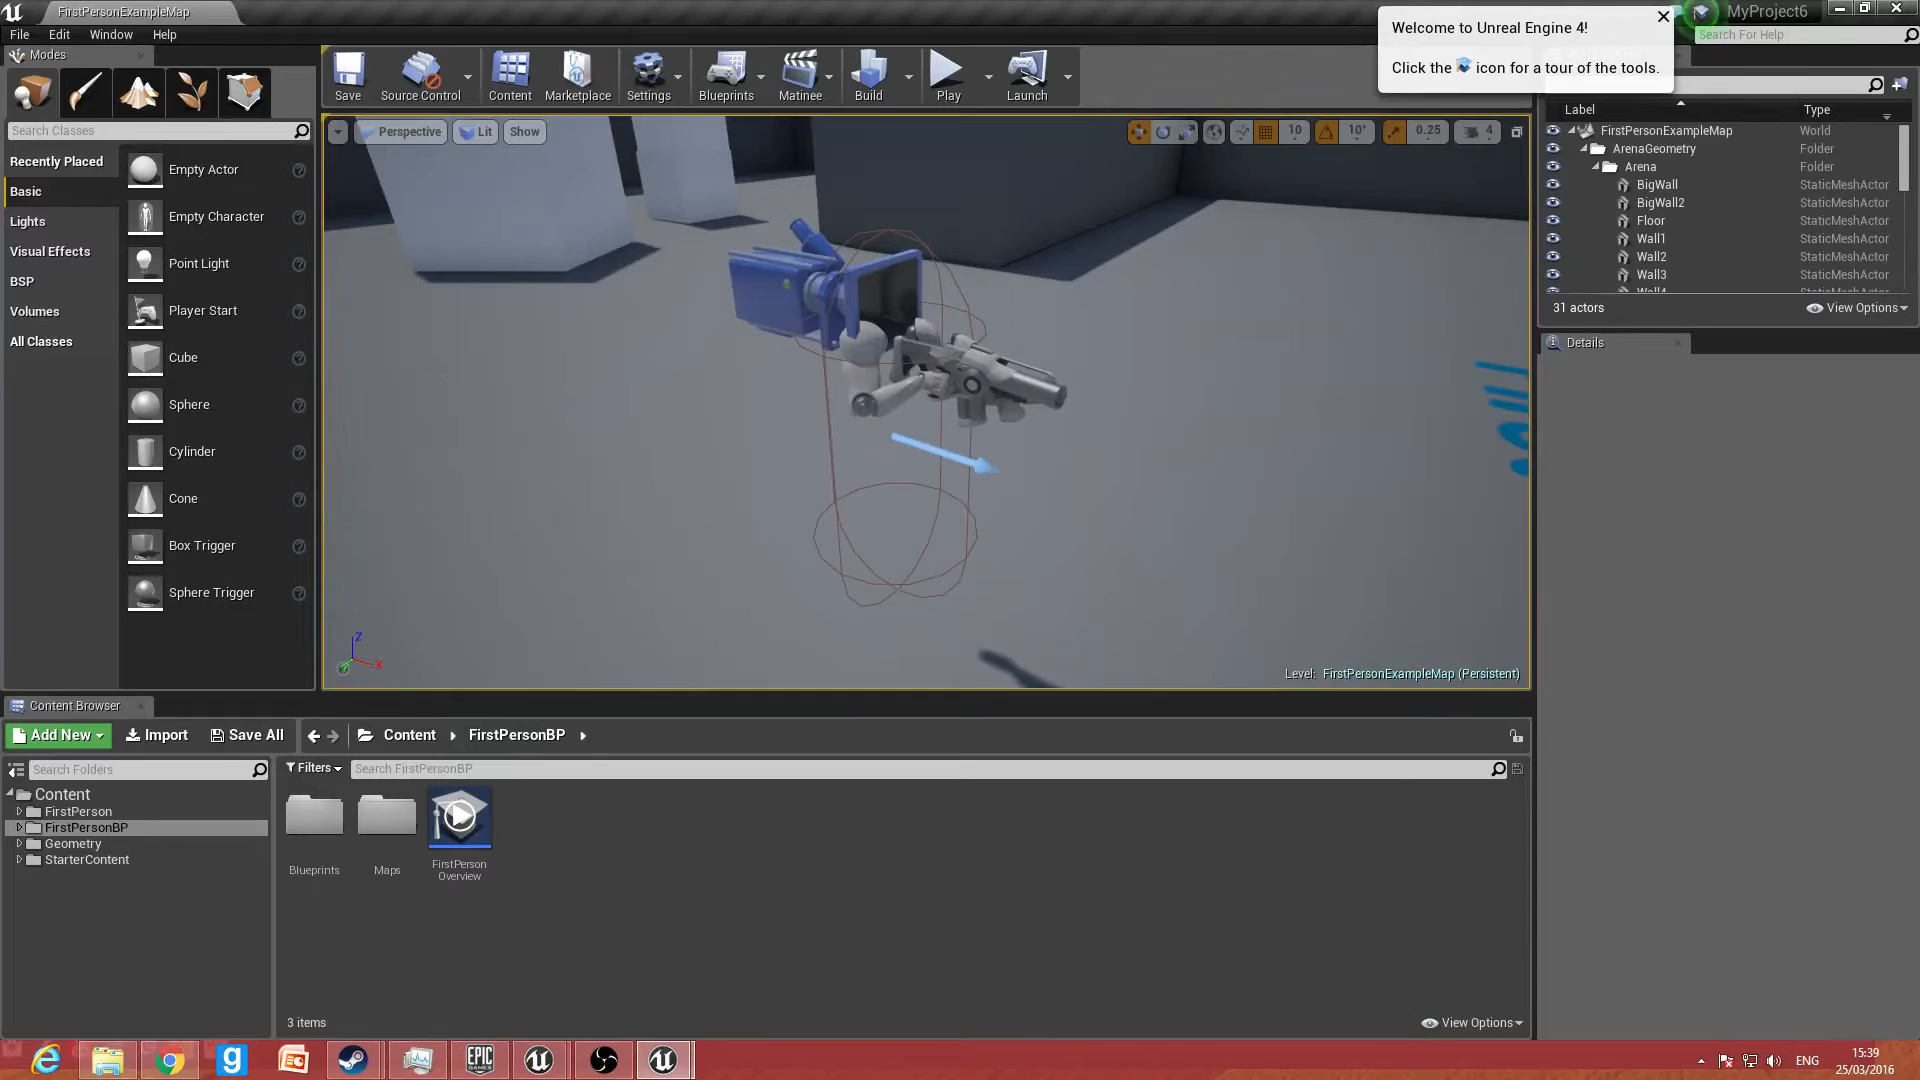 FirstPersonExampleMap
MyProject6
File Edit Window Help
Search For Help
Welcome to Unreal Engine 4!
Click the icon for a tour of the tools.
Modes
Save
Source Control
Content
Marketplace
Settings
Blueprints
Matinee
Build
Play
Launch
Search Classes
Recently Placed
Basic
Lights
Visual Effects
BSP
Volumes
All Classes
Empty Actor
Empty Character
Point Light
Player Start
Cube
Sphere
Cylinder
Cone
Box Trigger
Sphere Trigger
Perspective
Lit
Show
10
10°
0.25
4
Z
X
Level: FirstPersonExampleMap (Persistent)
Label Type
FirstPersonExampleMap World
ArenaGeometry Folder
Arena Folder
BigWall StaticMeshActor
BigWall2 StaticMeshActor
Floor StaticMeshActor
Wall1 StaticMeshActor
Wall2 StaticMeshActor
Wall3 StaticMeshActor
Wall4 StaticMeshActor
31 actors
View Options
Details
Content Browser
Add New
Import
Save All
Content
FirstPersonBP
Search Folders
Content
FirstPerson
FirstPersonBP
Geometry
StarterContent
Filters
Search FirstPersonBP
Blueprints
Maps
FirstPerson
Overview
3 items
View Options
EPIC
GAMES
ENG
15:39
25/03/2016